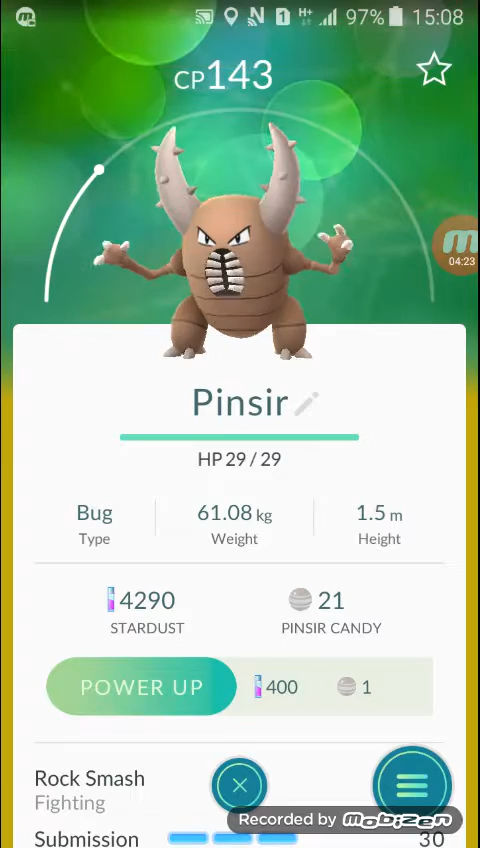 H+ 97% 15:08
CP143
m
04:23
Pinsir
HP 29 / 29
Bug 61.08 kg 1.5 m
Type Weight Height
4290 21
STARDUST PINSIR CANDY
POWER UP 400 1
Rock Smash
Fighting
Recorded by Mobizen
Submission 30